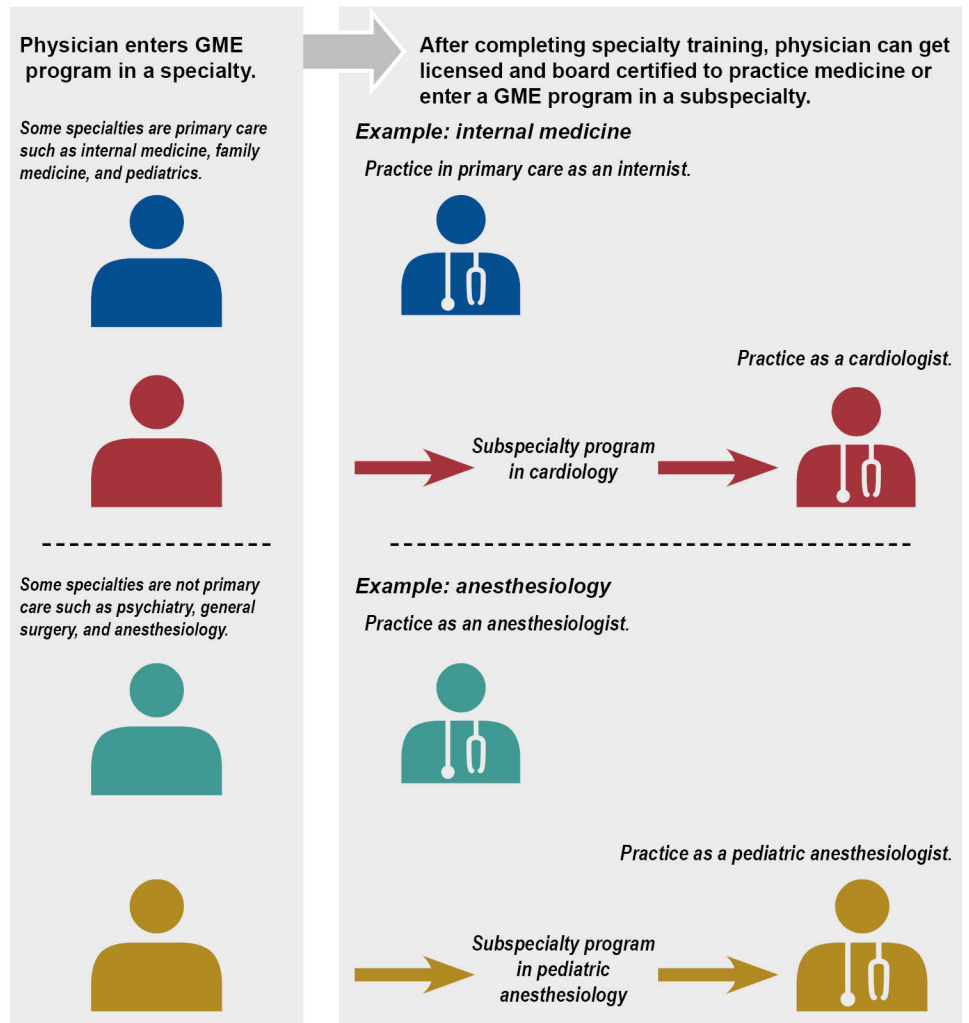 Physician enters GME
program in a specialty.
After completing specialty training, physician can get
licensed and board certified to practice medicine or
enter a GME program in a subspecialty.
Some specialties are primary care
such as internal medicine, family
medicine, and pediatrics.
Example: internal medicine
Practice in primary care as an internist.
Practice as a cardiologist.
Subspecialty program
in cardiology
Some specialties are not primary
care such as psychiatry, general
surgery, and anesthesiology.
Example: anesthesiology
Practice as an anesthesiologist.
Practice as a pediatric anesthesiologist.
Subspecialty program
in pediatric
anesthesiology